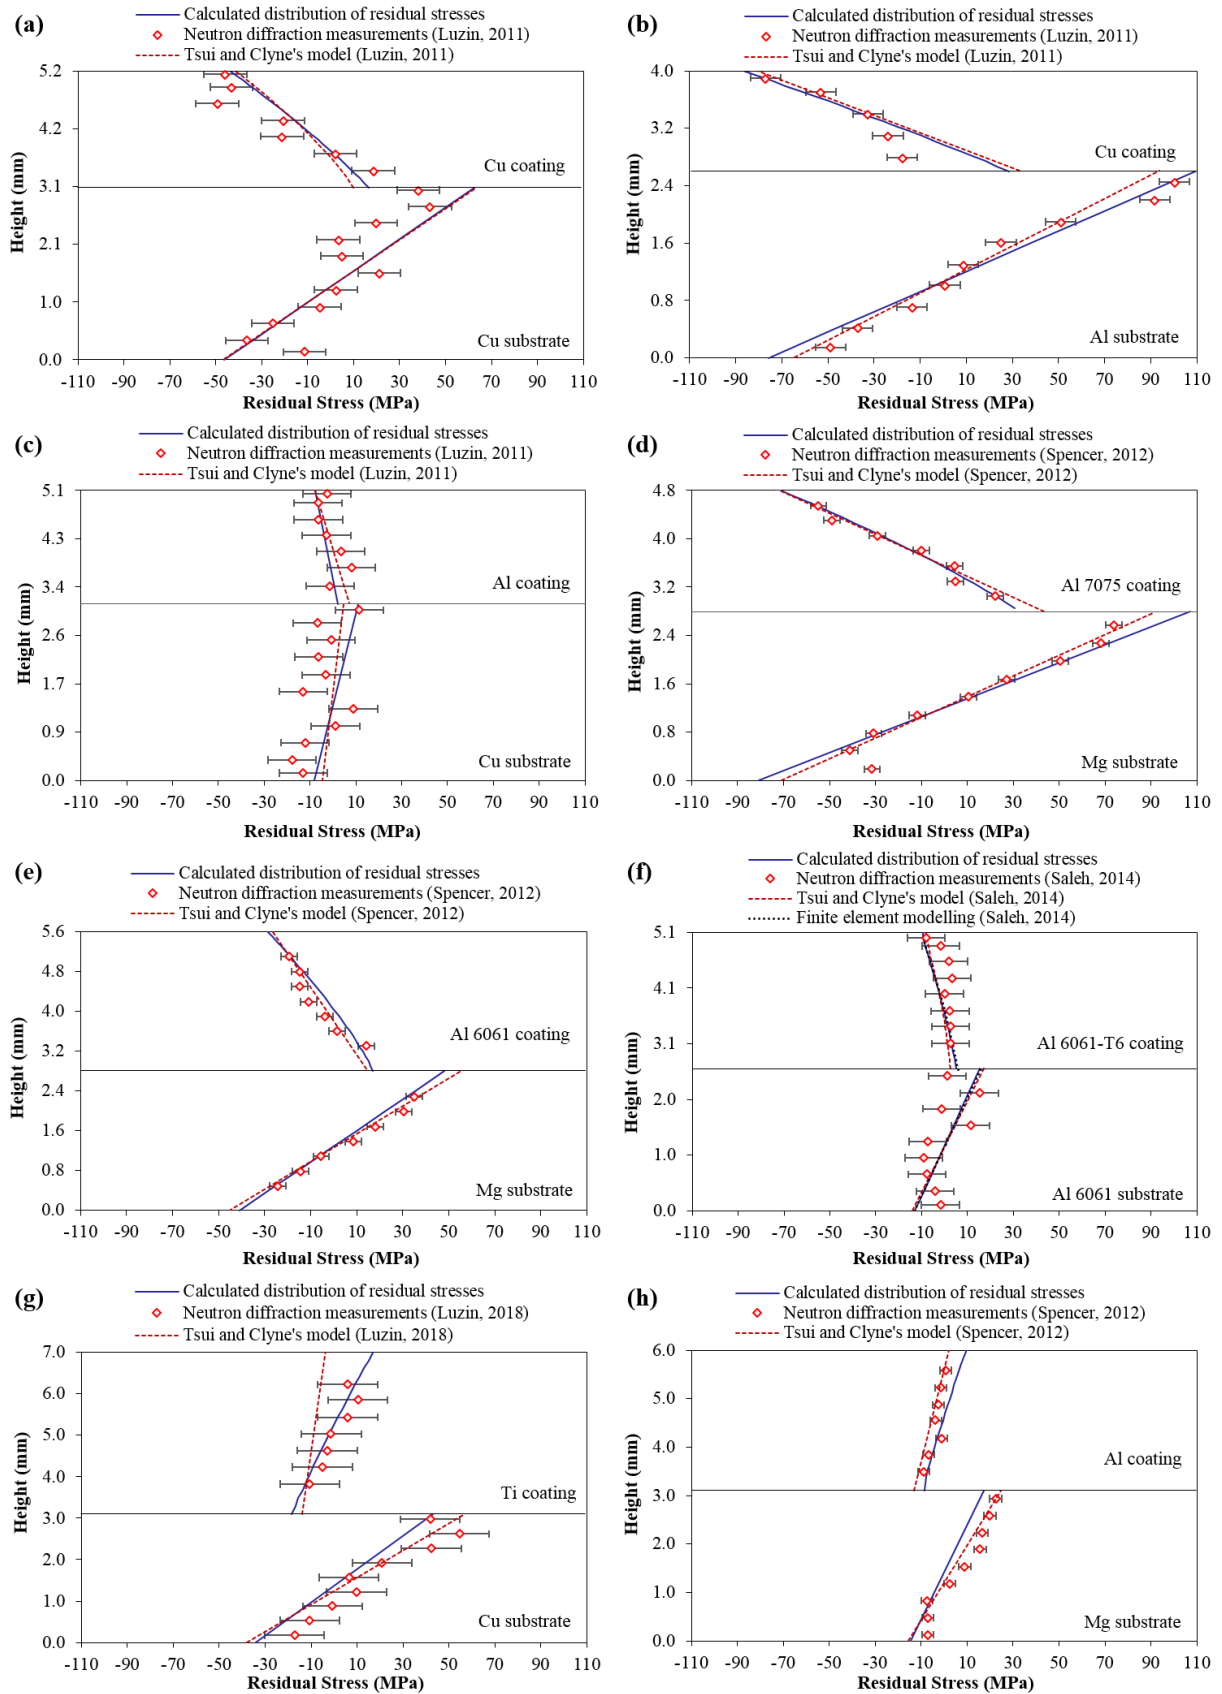 (a)
Calculated distribution of residual stresses
Neutron diffraction measurements (Luzin, 2011)
Tsui and Clyne's model (Luzin, 2011)
5.2
4.2
3.1
2.1
1.0
0.0
Height (mm)
Cu coating
Cu substrate
-110 -90 -70 -50 -30 -10 10 30 50 70 90 110
Residual Stress (MPa)
(b)
Calculated distribution of residual stresses
Neutron diffraction measurements (Luzin, 2011)
Tsui and Clyne's model (Luzin, 2011)
4.0
3.2
2.4
1.6
0.8
0.0
Height (mm)
Cu coating
Al substrate
-110 -90 -70 -50 -30 -10 10 30 50 70 90 110
Residual Stress (MPa)
(c)
Calculated distribution of residual stresses
Neutron diffraction measurements (Luzin, 2011)
Tsui and Clyne's model (Luzin, 2011)
5.1
4.3
3.4
2.6
1.7
0.9
0.0
Height (mm)
Al coating
Cu substrate
-110 -90 -70 -50 -30 -10 10 30 50 70 90 110
Residual Stress (MPa)
(d)
Calculated distribution of residual stresses
Neutron diffraction measurements (Spencer, 2012)
Tsui and Clyne's model (Spencer, 2012)
4.8
4.0
3.2
2.4
1.6
0.8
0.0
Height (mm)
Al 7075 coating
Mg substrate
-110 -90 -70 -50 -30 -10 10 30 50 70 90 110
Residual Stress (MPa)
(e)
Calculated distribution of residual stresses
Neutron diffraction measurements (Spencer, 2012)
Tsui and Clyne's model (Spencer, 2012)
5.6
4.8
4.0
3.2
2.4
1.6
0.8
0.0
Height (mm)
Al 6061 coating
Mg substrate
-110 -90 -70 -50 -30 -10 10 30 50 70 90 110
Residual Stress (MPa)
(f)
Calculated distribution of residual stresses
Neutron diffraction measurements (Saleh, 2014)
Tsui and Clyne's model (Saleh, 2014)
Finite element modelling (Saleh, 2014)
5.1
4.1
3.1
2.0
1.0
0.0
Height (mm)
Al 6061-T6 coating
Al 6061 substrate
-110 -90 -70 -50 -30 -10 10 30 50 70 90 110
Residual Stress (MPa)
(g)
Calculated distribution of residual stresses
Neutron diffraction measurements (Luzin, 2018)
Tsui and Clyne's model (Luzin, 2018)
7.0
6.0
5.0
4.0
3.0
2.0
1.0
0.0
Height (mm)
Ti coating
Cu substrate
-110 -90 -70 -50 -30 -10 10 30 50 70 90 110
Residual Stress (MPa)
(h)
Calculated distribution of residual stresses
Neutron diffraction measurements (Spencer, 2012)
Tsui and Clyne's model (Spencer, 2012)
6.0
5.0
4.0
3.0
2.0
1.0
0.0
Height (mm)
Al coating
Mg substrate
-110 -90 -70 -50 -30 -10 10 30 50 70 90 110
Residual Stress (MPa)